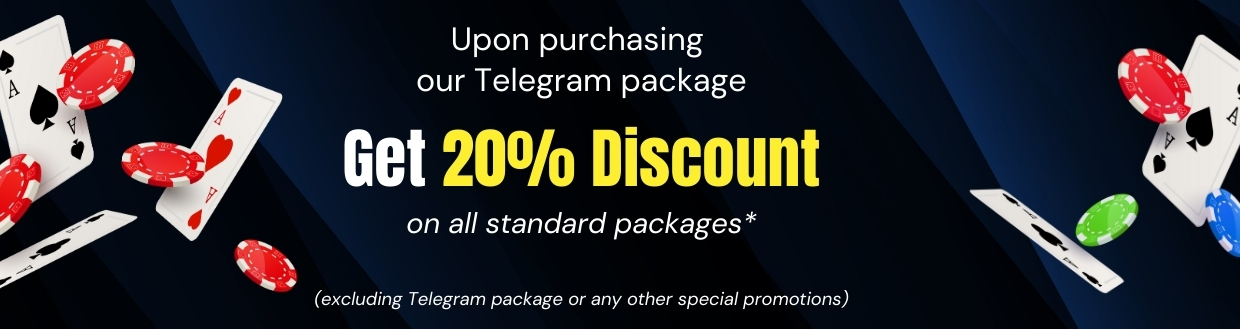 Upon purchasing
our Telegram package
Get 20% Discount
on all standard packages*
(excluding Telegram package or any other special promotions)
A
A
A
A
A